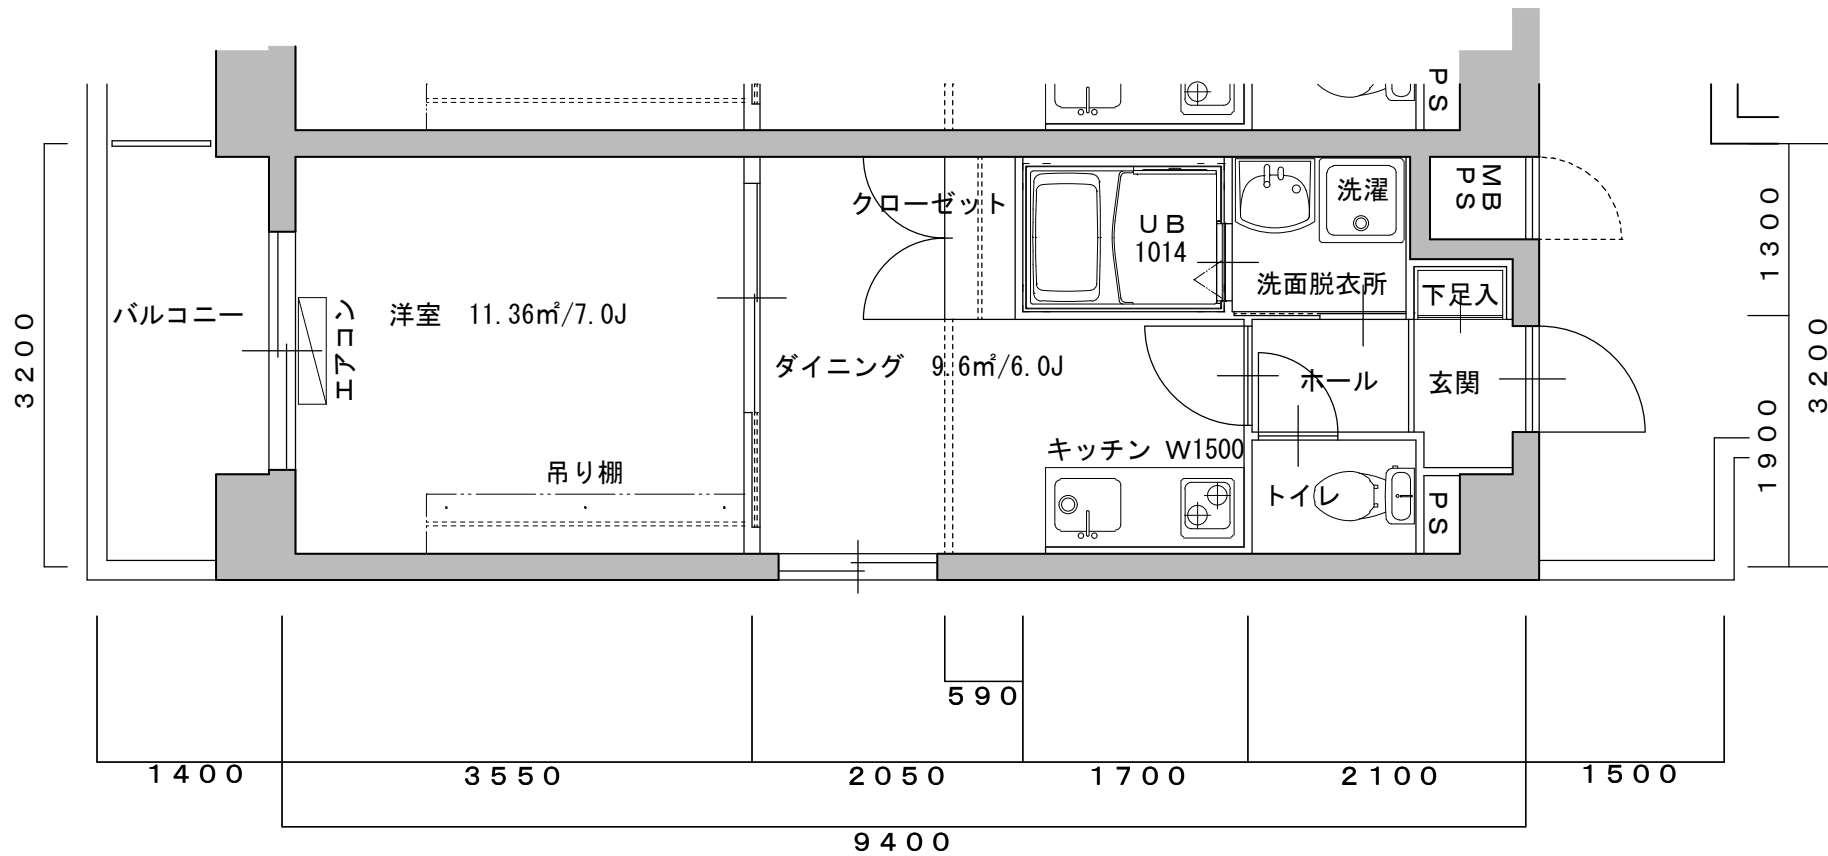 PS
クローゼット
UB
1014
洗濯
MB
PS
洗面脱衣所
下足入
バルコニー
エアコン
洋室 11.36㎡/7.0J
ダイニング 9.6㎡/6.0J
ホール
玄関
キッチン W1500
吊り棚
トイレ
PS
3200
1300
1900
3200
590
1400
3550
2050
1700
2100
1500
9400